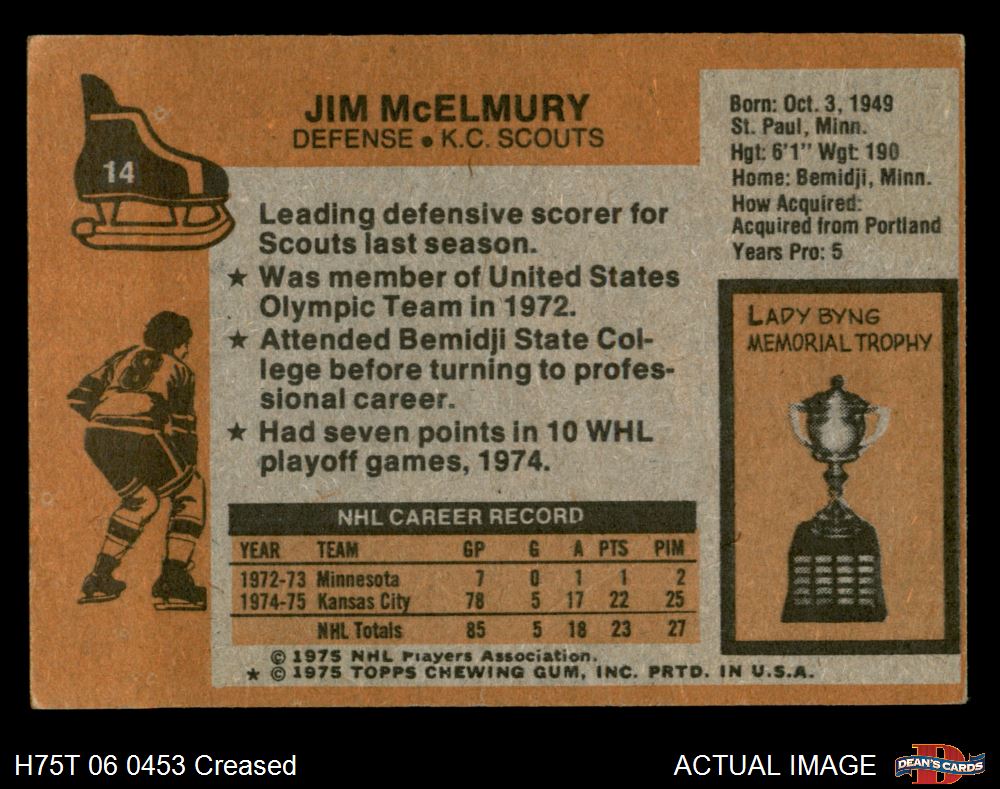 JIM McELMURY
DEFENSE • K.C. SCOUTS
14
Leading defensive scorer for
Scouts last season.
★ Was member of United States
Olympic Team in 1972.
★ Attended Bemidji State Col-
lege before turning to profes-
sional career.
★ Had seven points in 10 WHL
playoff games, 1974.
Born: Oct. 3, 1949
St. Paul, Minn.
Hgt: 6'1" Wgt: 190
Home: Bemidji, Minn.
How Acquired:
Acquired from Portland
Years Pro: 5
LADY BYNG
MEMORIAL TROPHY
8
NHL CAREER RECORD
YEAR TEAM GP G A PTS PIM
1972-73 Minnesota 7 0 1 1 2
1974-75 Kansas City 78 5 17 22 25
NHL Totals 85 5 18 23 27
© 1975 NHL Players Association.
★ © 1975 TOPPS CHEWING GUM, INC. PRTD. IN U.S.A.
H75T 06 0453 Creased
ACTUAL IMAGE
D
DEAN'S CARDS